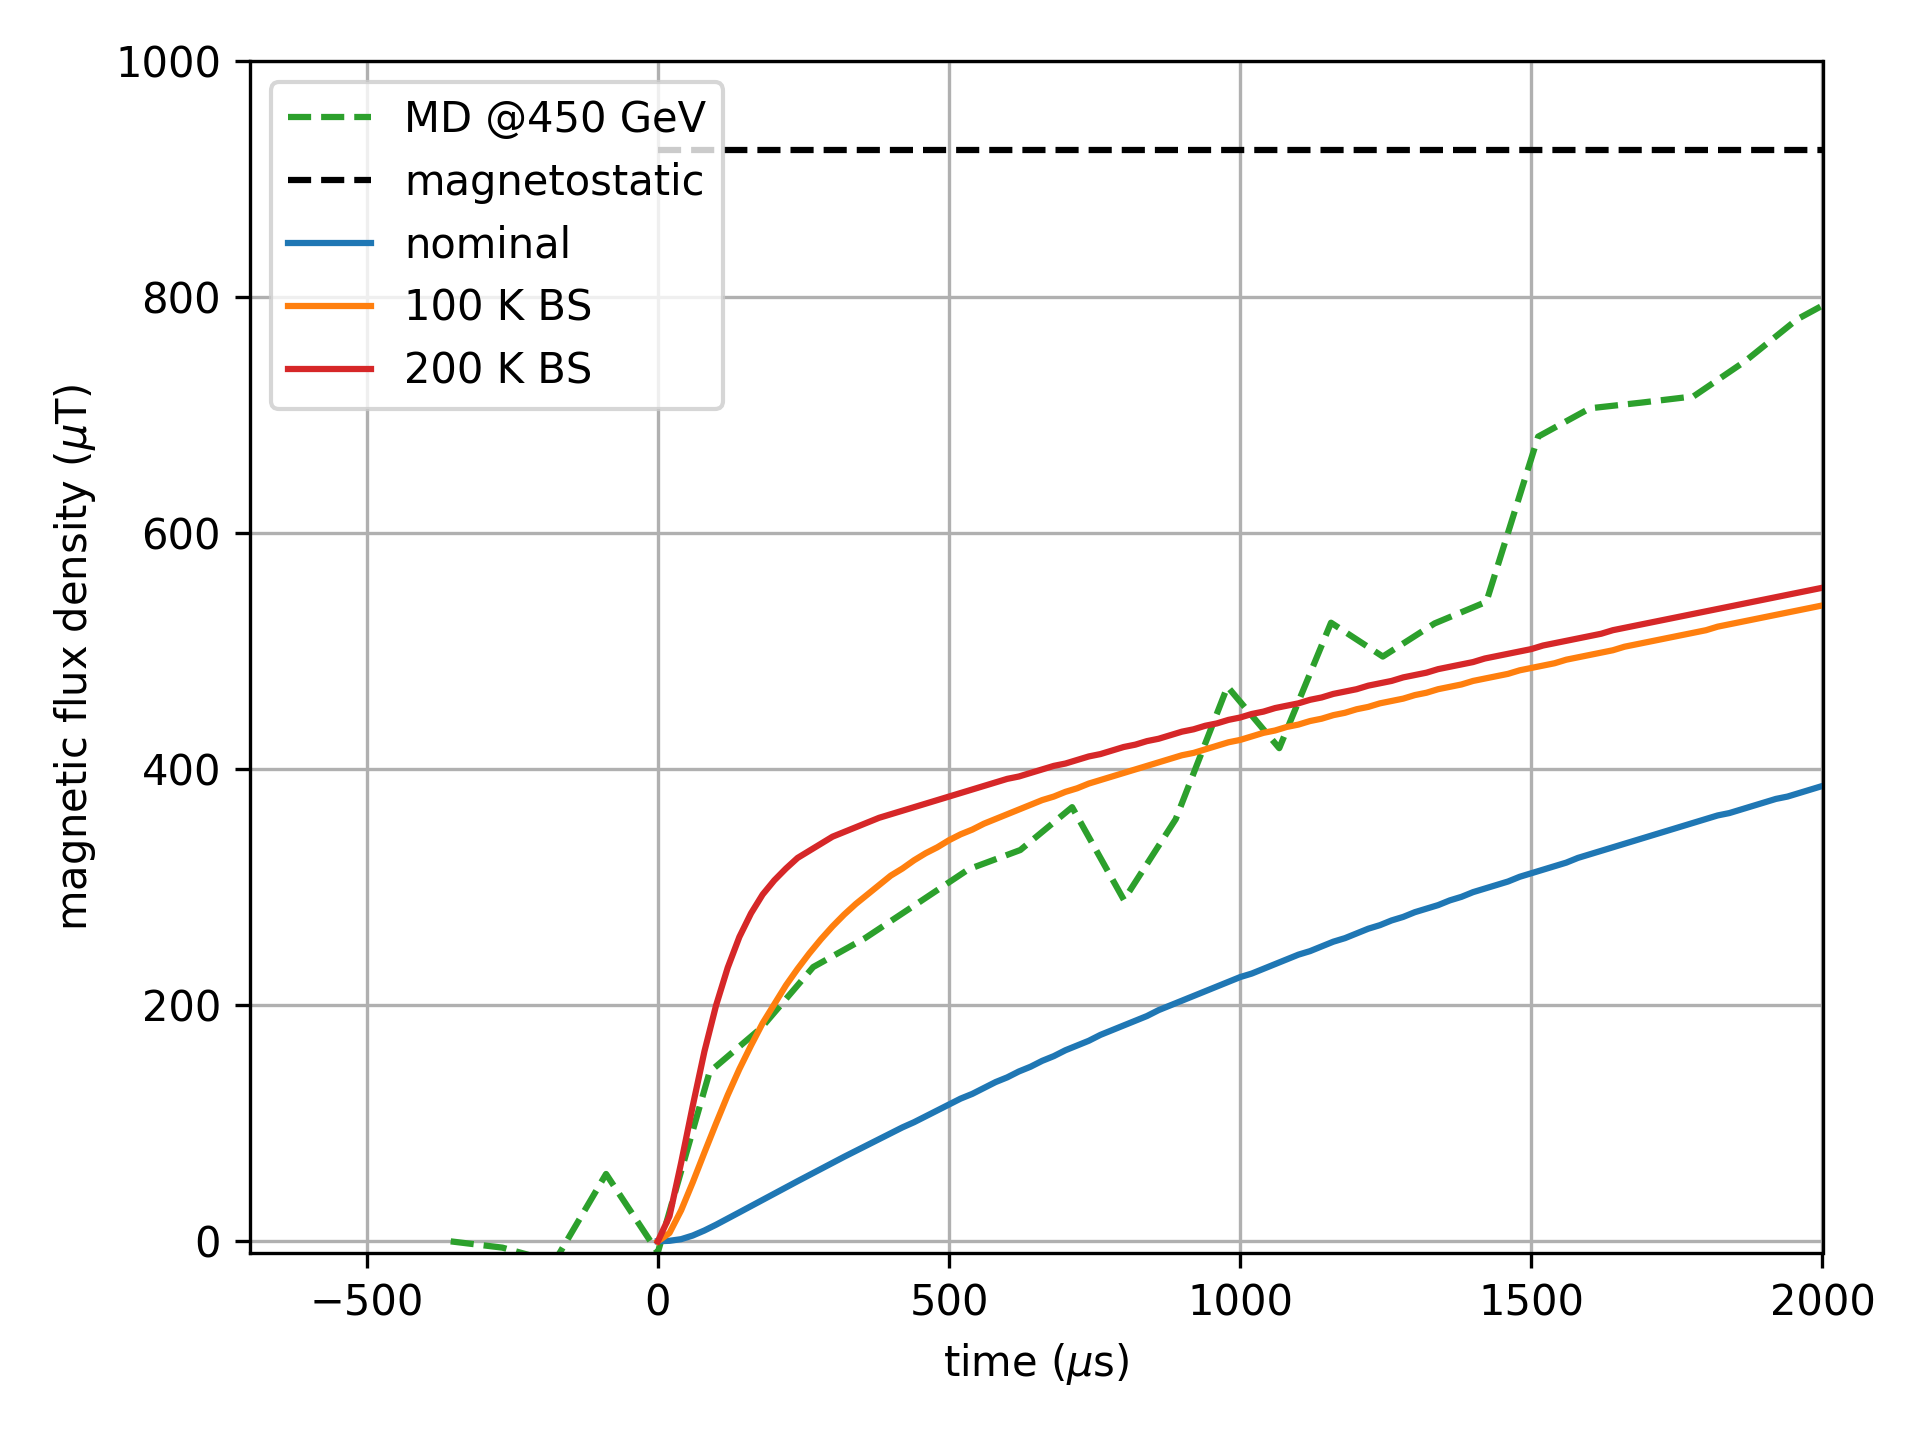 1000
800
600
400
200
0
magnetic flux density (μT)
MD @450 GeV
magnetostatic
nominal
100 K BS
200 K BS
−500 0 500 1000 1500 2000
time (μs)